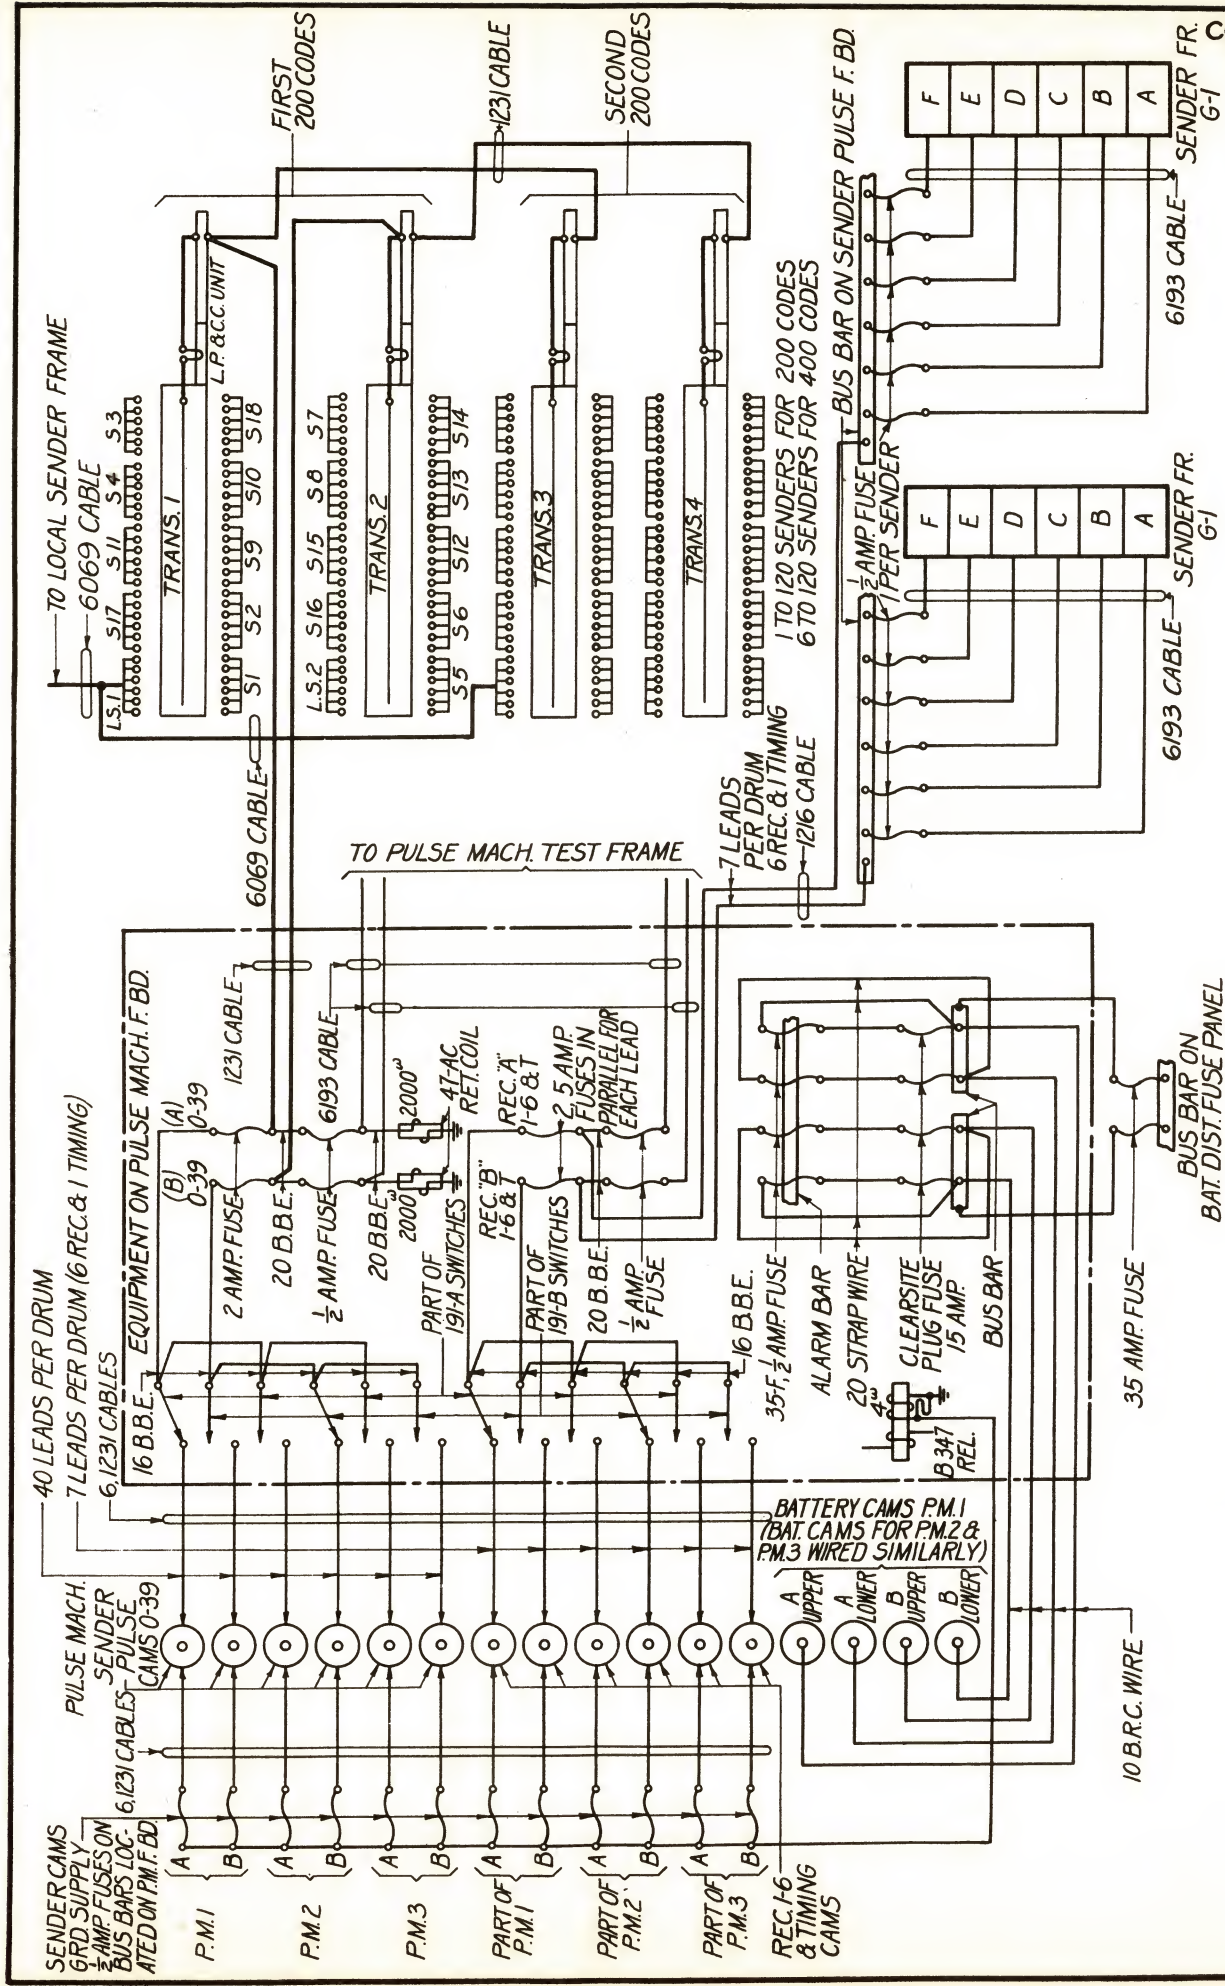 SENDER CAMS
GRD. SUPPLY
½ AMP. FUSES ON
BUS BARS LOC-
ATED ON P.M. F. BD.
6, 1231 CABLES
PULSE MACH.
SENDER
PULSE
CAMS 0-39
40 LEADS PER DRUM
7 LEADS PER DRUM (6 REC. & 1 TIMING)
6, 1231 CABLES
A
B
P.M.1
A
B
P.M.2
A
B
P.M.3
A
B
PART OF
P.M.1
A
B
PART OF
P.M.2
A
B
PART OF
P.M.3
REC. 1-6
& TIMING
CAMS
BATTERY CAMS P.M.1
(BAT. CAMS FOR P.M.2 &
P.M.3 WIRED SIMILARLY)
A
UPPER
A
LOWER
B
UPPER
B
LOWER
10 B.R.C. WIRE
EQUIPMENT ON PULSE MACH. F. BD.
16 B.B.E.
(B)
0-39
(A)
0-39
2 AMP. FUSE
20 B.B.E.
½ AMP. FUSE
20 B.B.E.
1231 CABLE
6193 CABLE
2000ω
2000ω
47-AC
RET. COIL
PART OF
191-A SWITCHES
REC. "B"
1-6 & T
REC. "A"
1-6 & T
PART OF
191-B SWITCHES
2, 5 AMP.
FUSES IN
PARALLEL FOR
EACH LEAD
20 B.B.E.
½ AMP.
FUSE
16 B.B.E.
35-F, ½ AMP. FUSE
ALARM BAR
20 STRAP WIRE
CLEARSITE
PLUG FUSE
15 AMP.
BUS BAR
4ω
B 347
REL.
35 AMP. FUSE
BUS BAR ON
BAT. DIST. FUSE PANEL
TO PULSE MACH. TEST FRAME
6069 CABLE
TO LOCAL SENDER FRAME
6069 CABLE
L.S.1 S17 S11 S4 S3
TRANS. 1
L.P. & C.C. UNIT
S1 S2 S9 S10 S18
L.S.2 S16 S15 S8 S7
TRANS. 2
S5 S6 S12 S13 S14
TRANS. 3
TRANS. 4
FIRST
200 CODES
1231 CABLE
SECOND
200 CODES
7 LEADS
PER DRUM
6 REC. & 1 TIMING
1216 CABLE
1 TO 120 SENDERS FOR 200 CODES
6 TO 120 SENDERS FOR 400 CODES
BUS BAR ON SENDER PULSE F. BD.
½ AMP. FUSE
1 PER SENDER
F
E
D
C
B
A
6193 CABLE
SENDER FR.
G-1
F
E
D
C
B
A
6193 CABLE
SENDER FR.
G-1